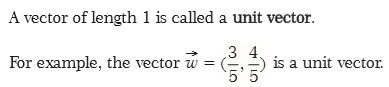 A vector of length 1 is called a unit vector.
For example, the vector w⃗ = (3/5, 4/5) is a unit vector.